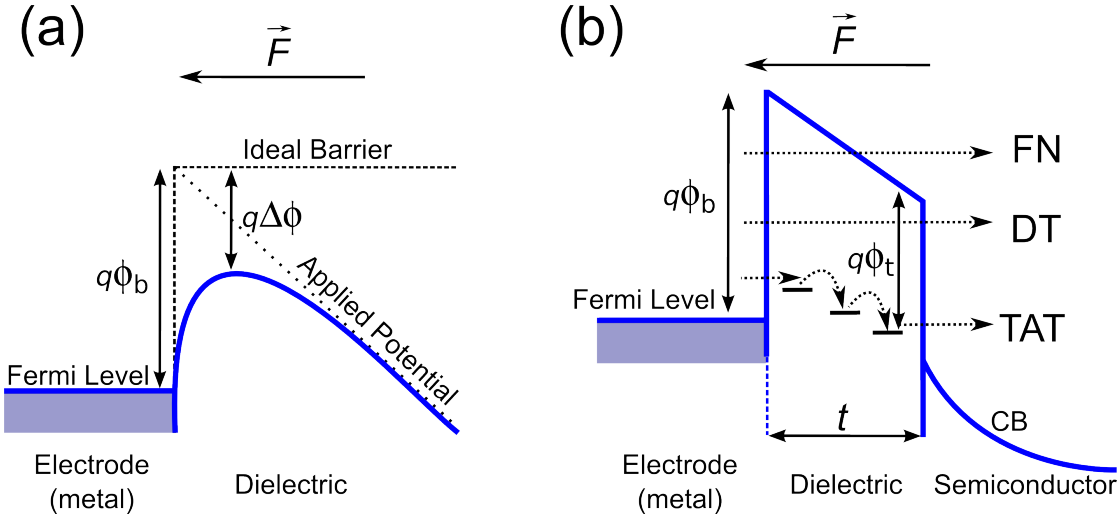 (a)
F
Ideal Barrier
qΔϕ
qϕb
Applied Potential
Fermi Level
Electrode
(metal)
Dielectric
(b)
F
FN
qϕb
DT
qϕt
Fermi Level
TAT
t
CB
Electrode
(metal)
Dielectric
Semiconductor